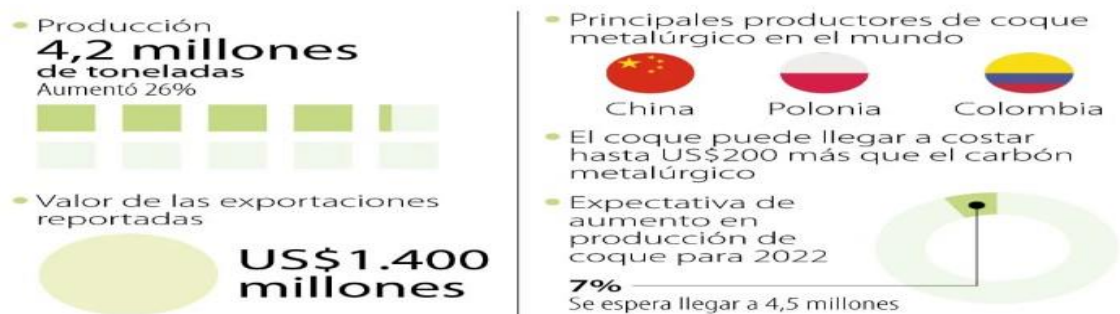 Producción
4,2 millones
de toneladas
Aumentó 26%
Valor de las exportaciones
reportadas
US$1.400
millones
Principales productores de coque
metalúrgico en el mundo
China
Polonia
Colombia
El coque puede llegar a costar
hasta US$200 más que el carbón
metalúrgico
Expectativa de
aumento en
producción de
coque para 2022
7%
Se espera llegar a 4,5 millones